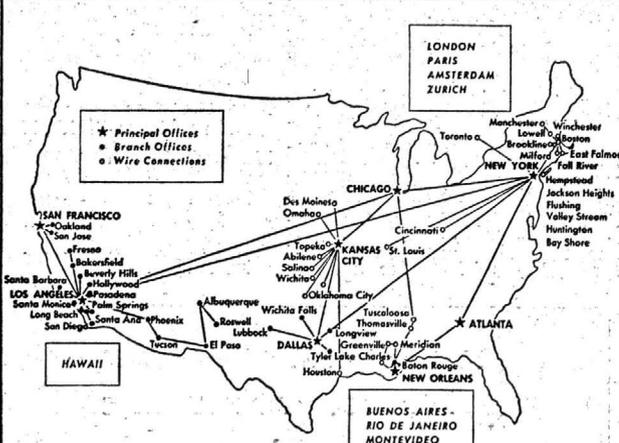 LONDON
PARIS
AMSTERDAM
ZURICH
★ Principal Offices
● Branch Offices
○ Wire Connections
Toronto
Manchester
Winchester
Lowell
Boston
Brookline
Milford
East Falmo
Fall River
NEW YORK
Hempstead
Jackson Heights
Flushing
Valley Stream
Huntington
Bay Shore
CHICAGO
Des Moines
Omaha
Cincinnati
SAN FRANCISCO
Oakland
San Jose
Fresno
Bakersfield
Beverly Hills
Santa Barbara
Hollywood
LOS ANGELES
Pasadena
Santa Monica
Palm Springs
Long Beach
Santa Ana
Phoenix
San Diego
Tucson
El Paso
Topeka
KANSAS
CITY
St. Louis
Abilene
Salina
Wichita
Oklahoma City
Albuquerque
Roswell
Wichita Falls
Lubbock
Longview
DALLAS
Tyler
Lake Charles
Houston
Tuscaloosa
Thomasville
Greenville
Meridian
ATLANTA
Baton Rouge
NEW ORLEANS
HAWAII
BUENOS AIRES -
RIO DE JANEIRO
MONTEVIDEO